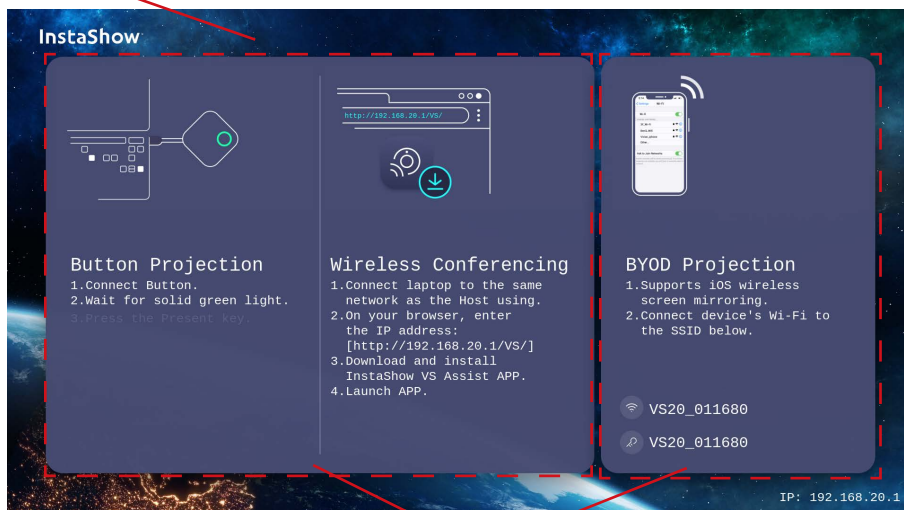 InstaShow
http://192.168.20.1/VS/
Button Projection
1.Connect Button.
2.Wait for solid green light.
3.Press the Present key.
Wireless Conferencing
1.Connect laptop to the same
network as the Host using.
2.On your browser, enter
the IP address:
[http://192.168.20.1/VS/]
3.Download and install
InstaShow VS Assist APP.
4.Launch APP.
BYOD Projection
1.Supports iOS wireless
screen mirroring.
2.Connect device's Wi-Fi to
the SSID below.
VS20_011680
VS20_011680
IP: 192.168.20.1